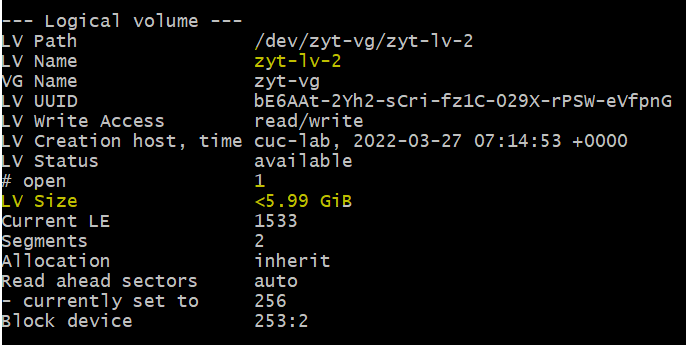 --- Logical volume ---
LV Path                /dev/zyt-vg/zyt-lv-2
LV Name                zyt-lv-2
VG Name                zyt-vg
LV UUID                bE6AAt-2Yh2-sCri-fz1C-029X-rPSW-eVfpnG
LV Write Access        read/write
LV Creation host, time cuc-lab, 2022-03-27 07:14:53 +0000
LV Status              available
# open                 1
LV Size                <5.99 GiB
Current LE             1533
Segments               2
Allocation             inherit
Read ahead sectors     auto
- currently set to     256
Block device           253:2